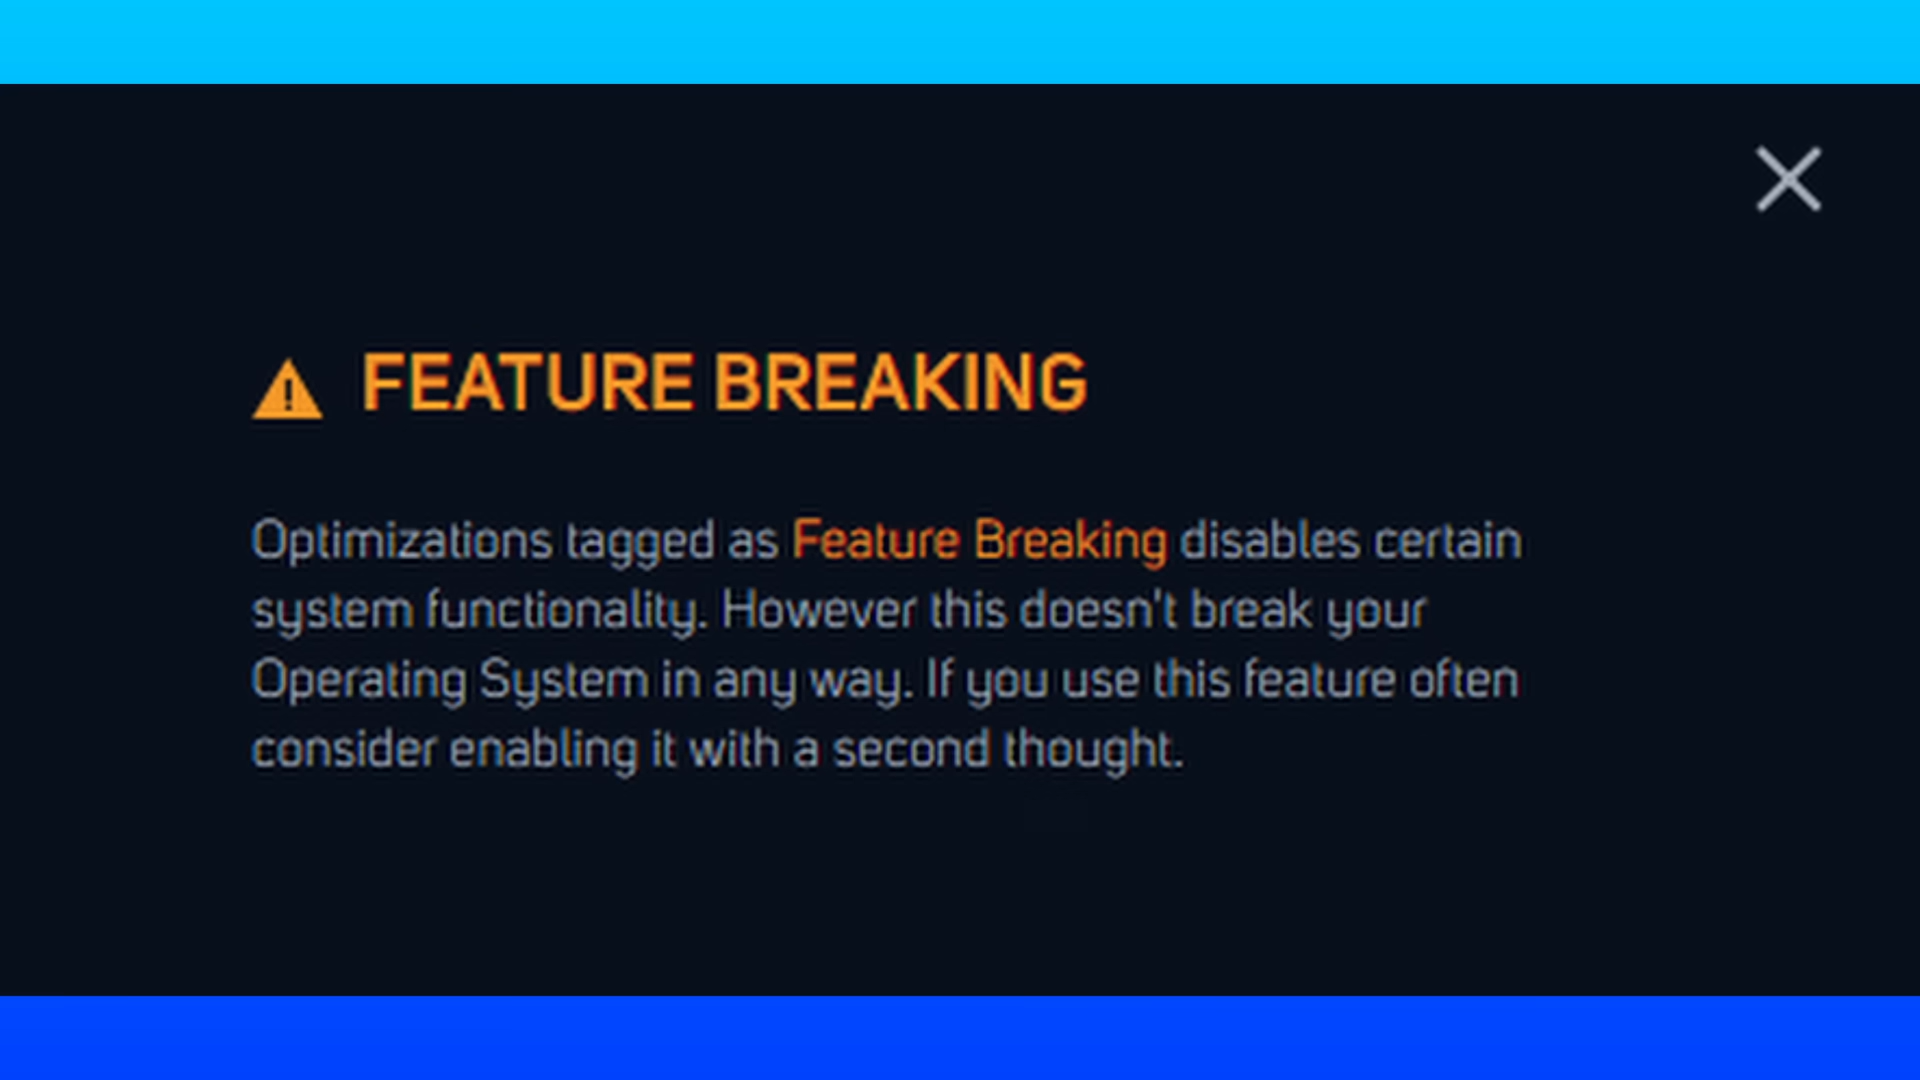 FEATURE BREAKING
Optimizations tagged as Feature Breaking disables certain
system functionality. However this doesn't break your
Operating System in any way. If you use this feature often
consider enabling it with a second thought.